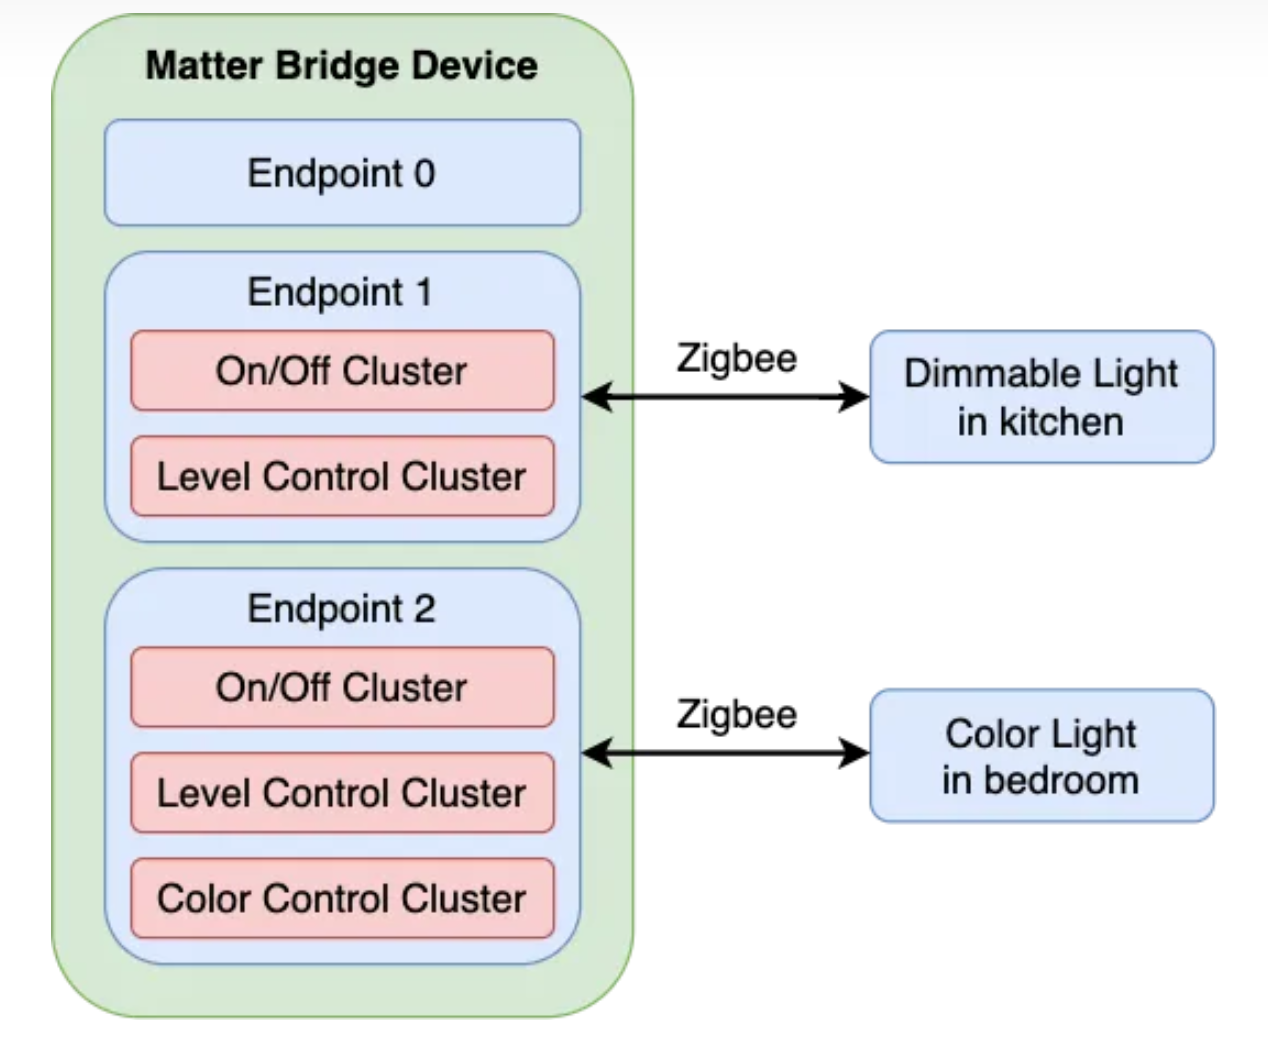 Matter Bridge Device
Endpoint 0
Endpoint 1
On/Off Cluster
Level Control Cluster
Zigbee
Dimmable Light
in kitchen
Endpoint 2
On/Off Cluster
Level Control Cluster
Color Control Cluster
Zigbee
Color Light
in bedroom